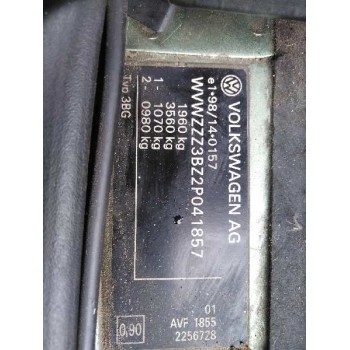 VOLKSWAGEN AG
e1*98/14*0157
WVWZZZ3BZ2P041857
1960 kg
3560 kg
1 - 1070 kg
2 - 0980 kg
Typ 3BG
01
AVF 1855
2256728
0,90